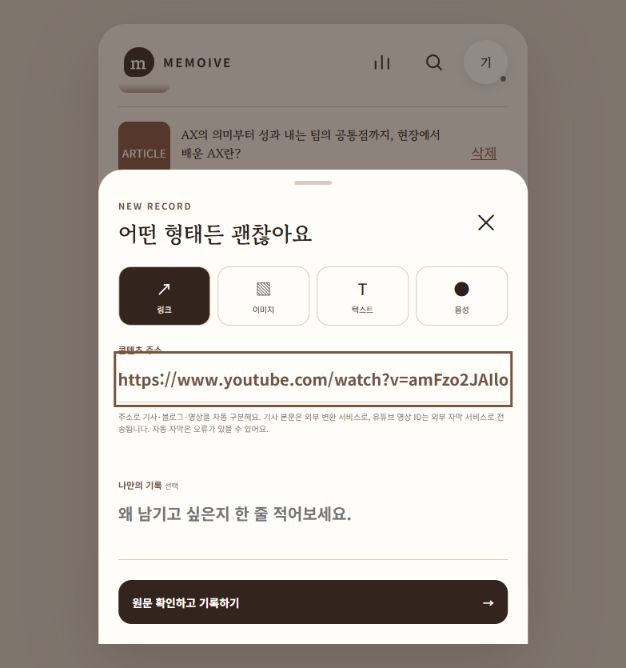 m MEMOIVE
기
ARTICLE
AX의 의미부터 성과 내는 팀의 공통점까지, 현장에서
배운 AX란?
삭제
NEW RECORD
어떤 형태든 괜찮아요
링크
이미지
T
텍스트
음성
콘텐츠 주소
https://www.youtube.com/watch?v=amFzo2JAIlo
주소로 기사·블로그·영상을 자동 구분해요. 기사 본문은 외부 변환 서비스로, 유튜브 영상 ID는 외부 자막 서비스로 전
송됩니다. 자동 자막은 오류가 있을 수 있어요.
나만의 기록 선택
왜 남기고 싶은지 한 줄 적어보세요.
원문 확인하고 기록하기 →